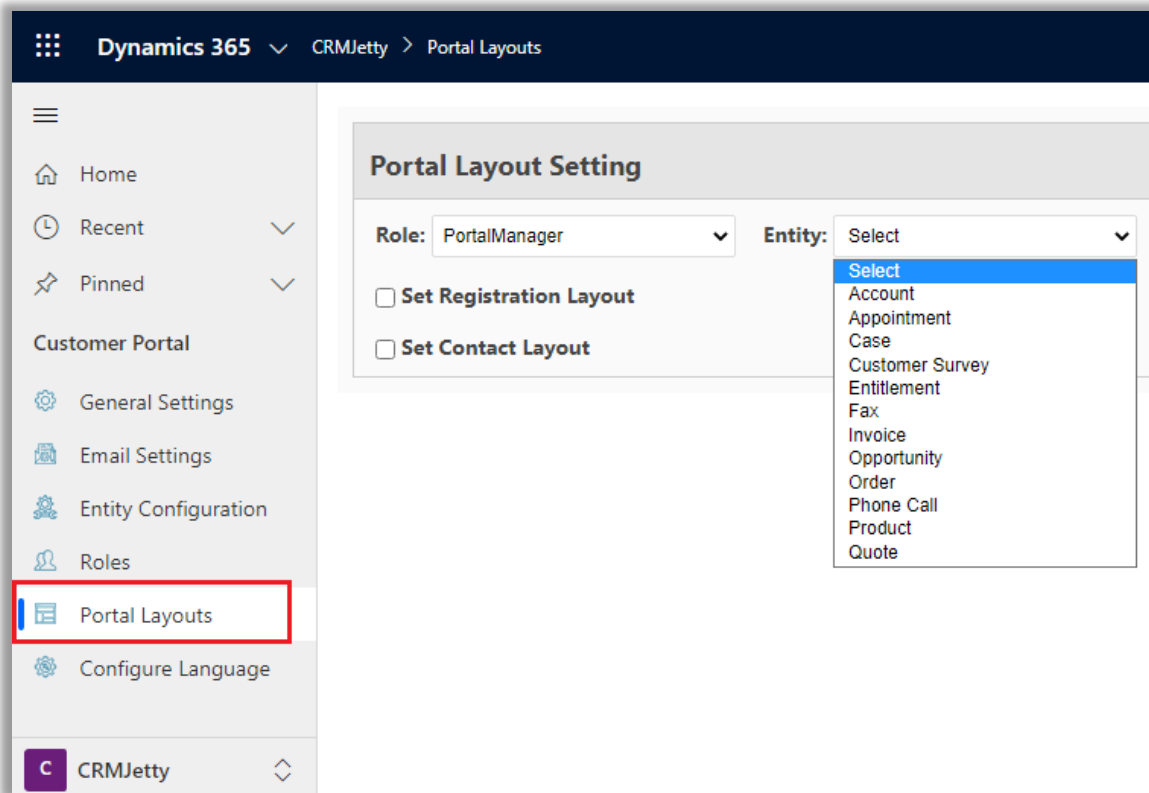 Dynamics 365 CRMJetty > Portal Layouts
Home
Recent
Pinned
Customer Portal
General Settings
Email Settings
Entity Configuration
Roles
Portal Layouts
Configure Language
C CRMJetty
Portal Layout Setting
Role: PortalManager Entity: Select
Set Registration Layout
Set Contact Layout
Select
Account
Appointment
Case
Customer Survey
Entitlement
Fax
Invoice
Opportunity
Order
Phone Call
Product
Quote